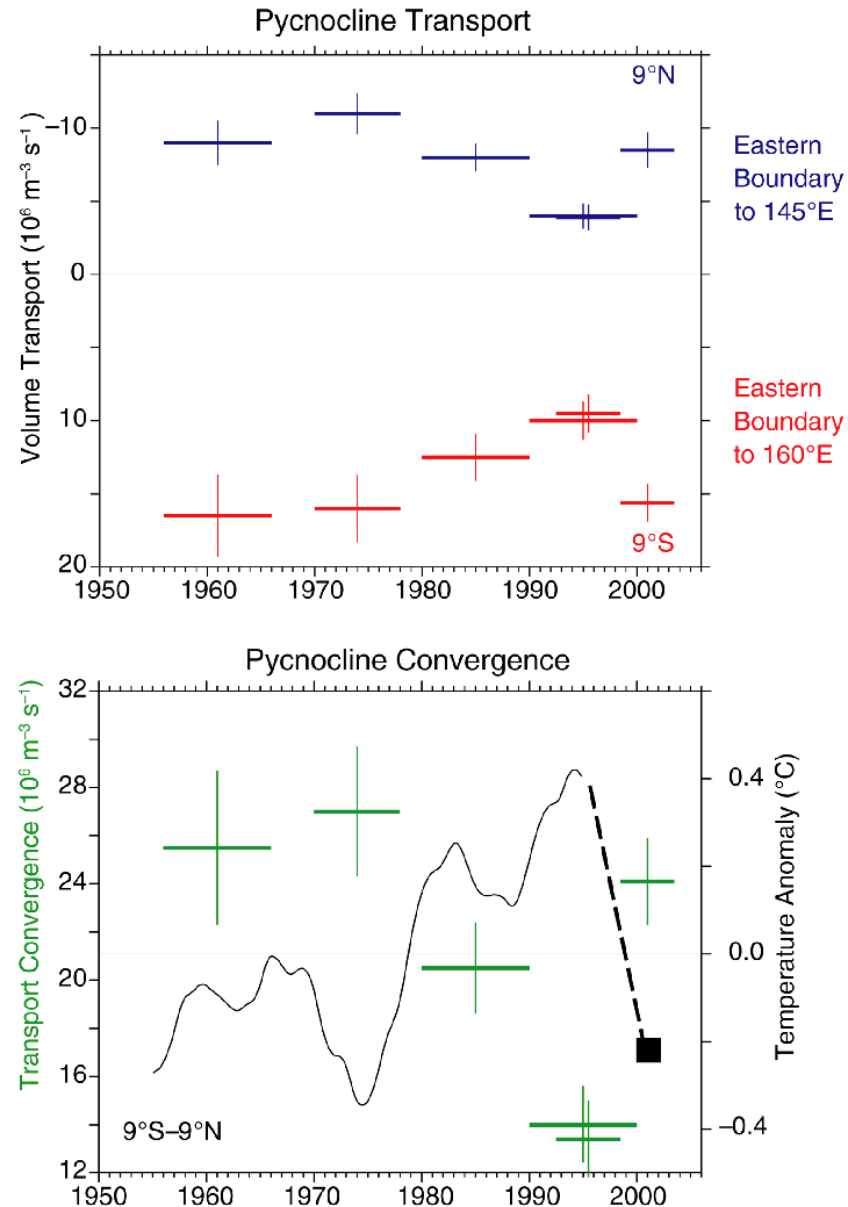 Pycnocline Transport
Volume Transport (10⁶ m⁻³ s⁻¹ )
−10
0
10
20
9°N
Eastern
Boundary
to 145°E
Eastern
Boundary
to 160°E
9°S
1950 1960 1970 1980 1990 2000
Pycnocline Convergence
Transport Convergence (10⁶ m⁻³ s⁻¹)
32
28
24
20
16
12
0.4
0.0
−0.4
Temperature Anomaly (°C)
9°S–9°N
1950 1960 1970 1980 1990 2000